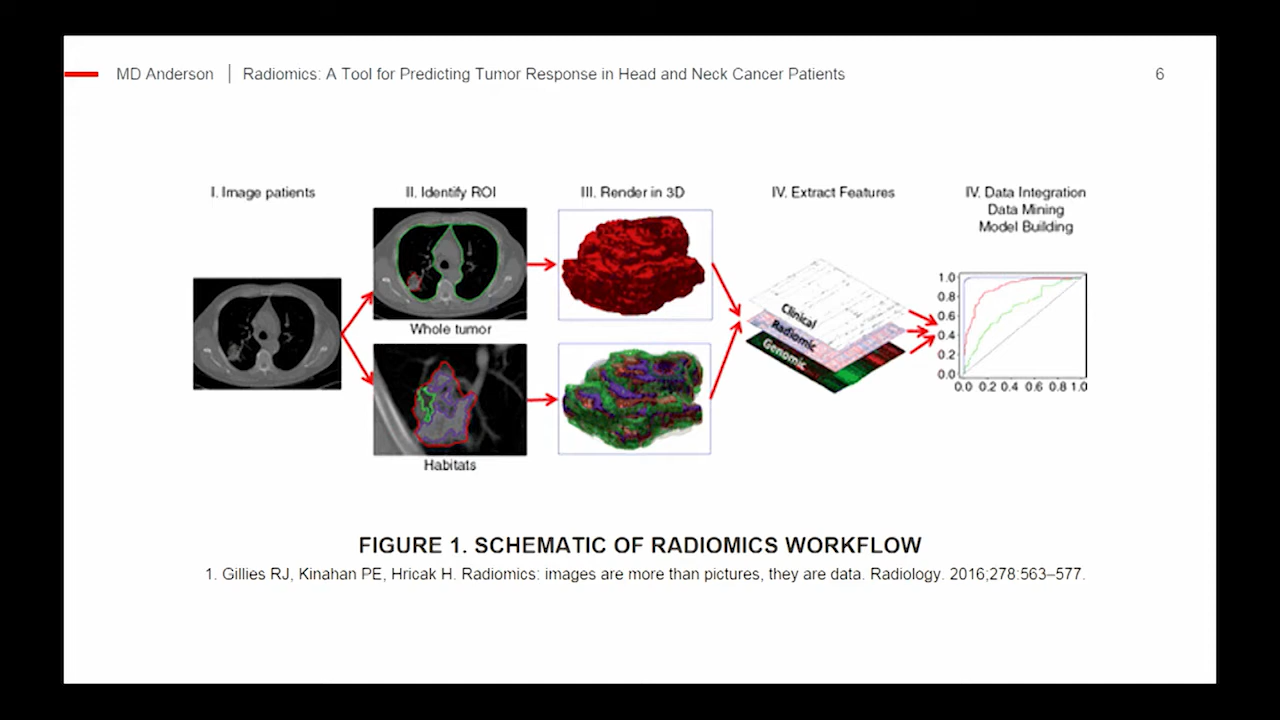 MD Anderson | Radiomics: A Tool for Predicting Tumor Response in Head and Neck Cancer Patients
6
I. Image patients
II. Identify ROI
III. Render in 3D
IV. Extract Features
IV. Data Integration
Data Mining
Model Building
Whole tumor
Habitats
Clinical
Radiomic
Genomic
1.0
0.8
0.6
0.4
0.2
0.0
0.0 0.2 0.4 0.6 0.8 1.0
FIGURE 1. SCHEMATIC OF RADIOMICS WORKFLOW
1. Gillies RJ, Kinahan PE, Hricak H. Radiomics: images are more than pictures, they are data. Radiology. 2016;278:563–577.